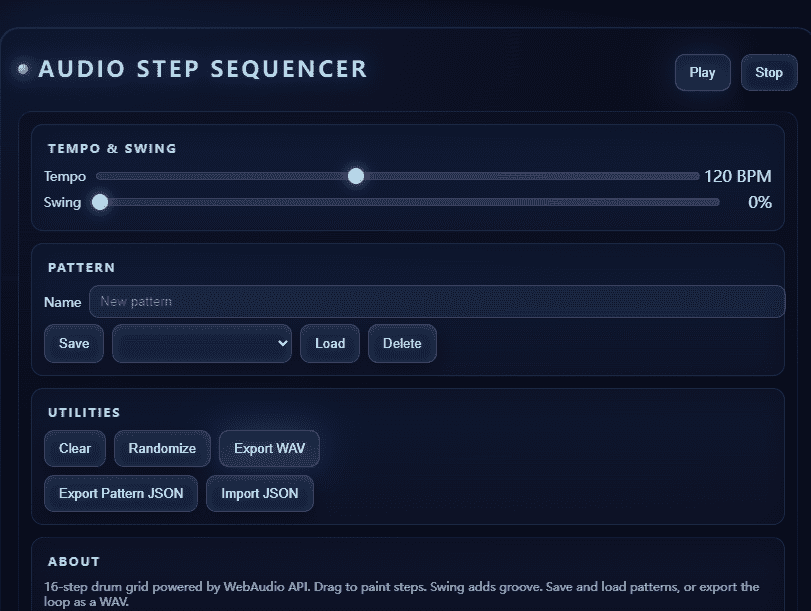 AUDIO STEP SEQUENCER
Play
Stop
TEMPO & SWING
Tempo
120 BPM
Swing
0%
PATTERN
Name
New pattern
Save
Load
Delete
UTILITIES
Clear
Randomize
Export WAV
Export Pattern JSON
Import JSON
ABOUT
16-step drum grid powered by WebAudio API. Drag to paint steps. Swing adds groove. Save and load patterns, or export the
loop as a WAV.